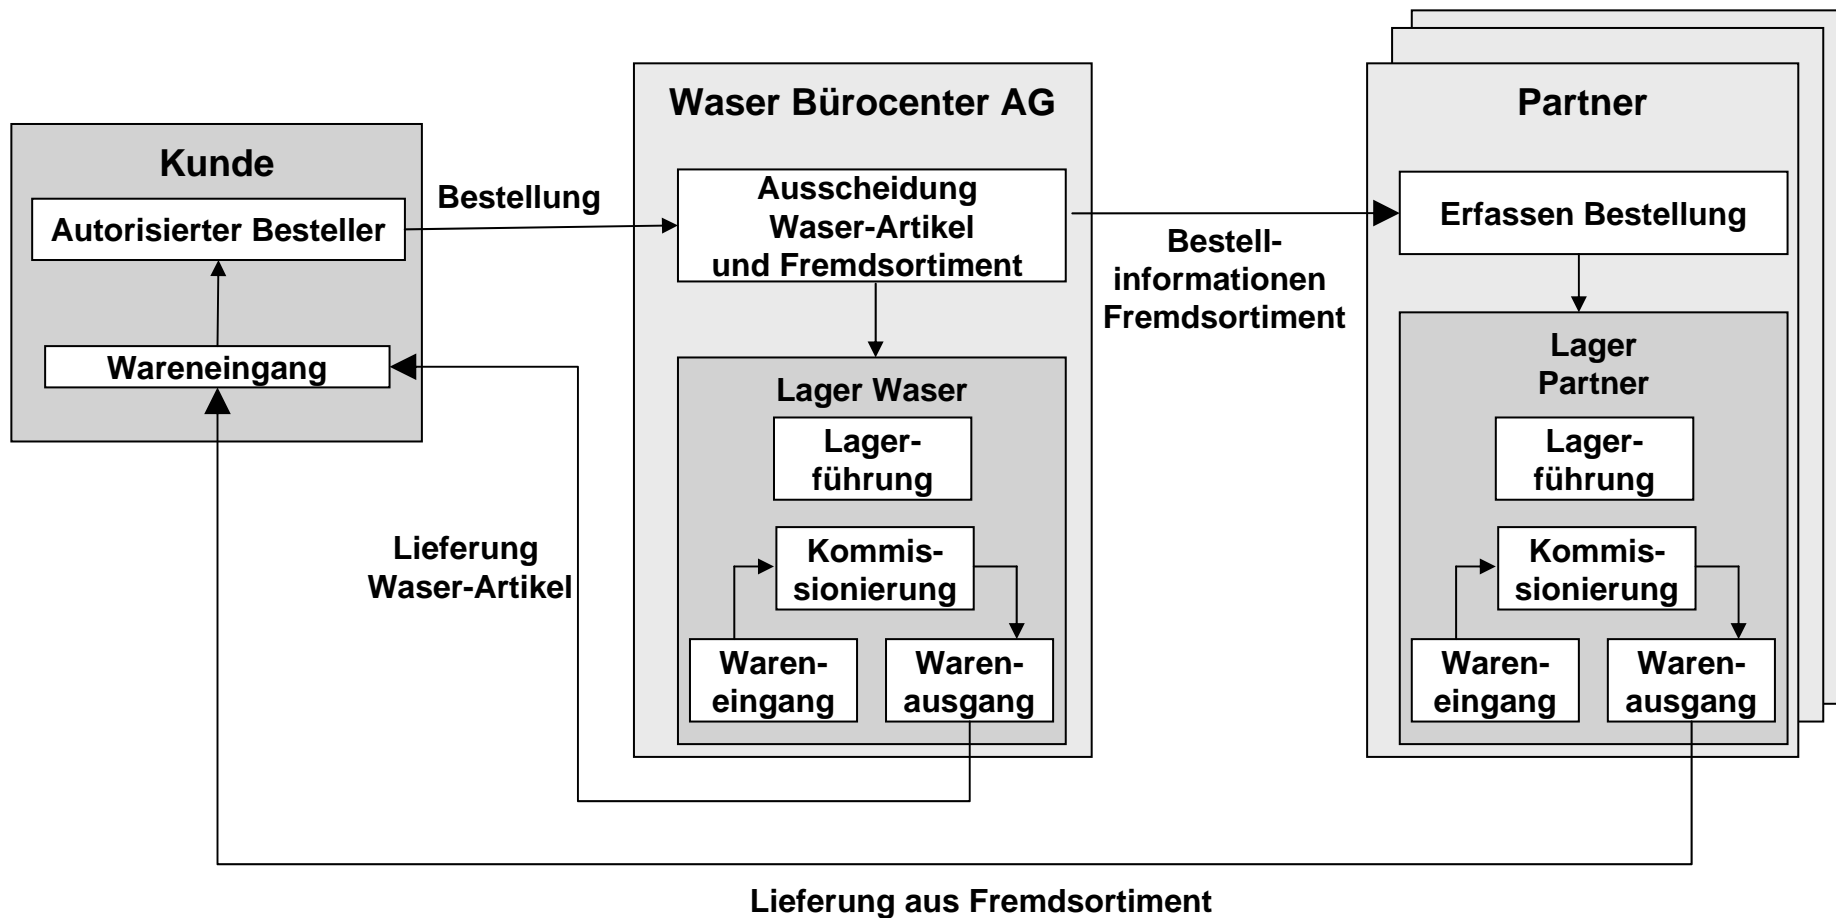 Kunde
Autorisierter Besteller
Wareneingang
Bestellung
Waser Bürocenter AG
Ausscheidung
Waser-Artikel
und Fremdsortiment
Lager Waser
Lager-
führung
Kommis-
sionierung
Waren-
eingang
Waren-
ausgang
Lieferung
Waser-Artikel
Bestell-
informationen
Fremdsortiment
Partner
Erfassen Bestellung
Lager
Partner
Lager-
führung
Kommis-
sionierung
Waren-
eingang
Waren-
ausgang
Lieferung aus Fremdsortiment